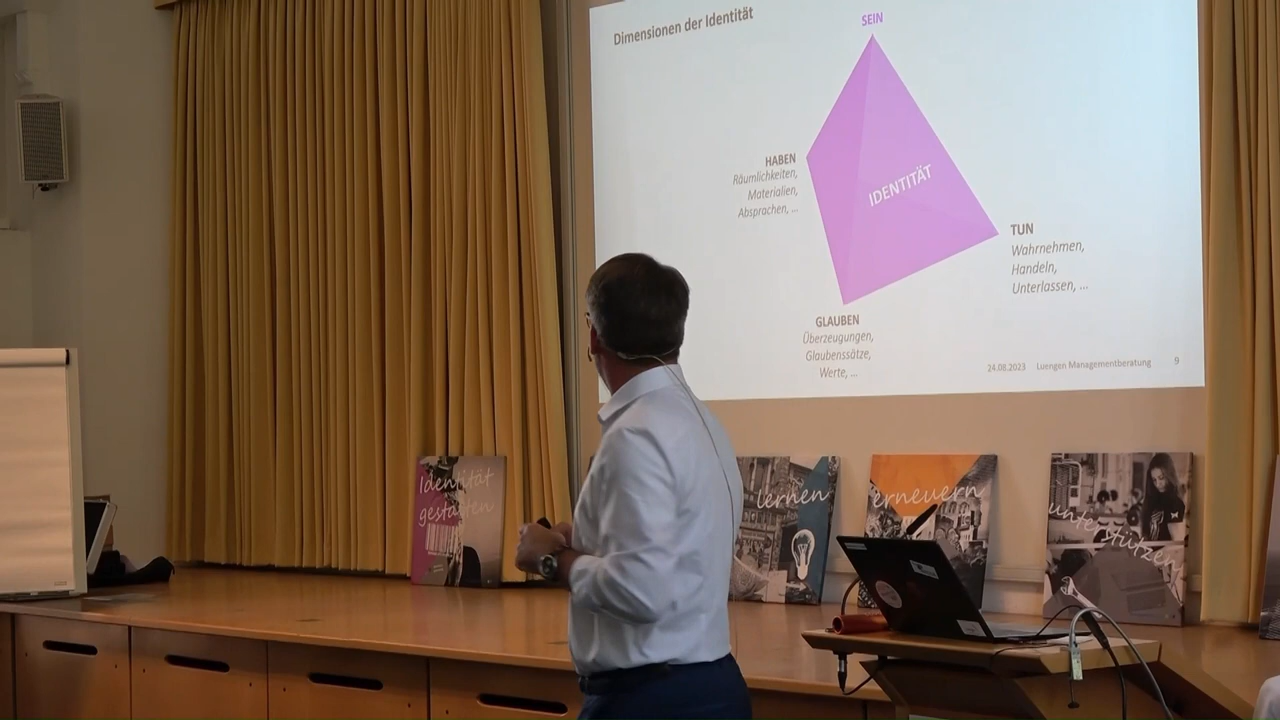 Dimensionen der Identität
SEIN
HABEN
Räumlichkeiten,
Materialien,
Absprachen, ...
IDENTITÄT
TUN
Wahrnehmen,
Handeln,
Unterlassen, ...
GLAUBEN
Überzeugungen,
Glaubenssätze,
Werte, ...
24.08.2023 Luengen Managementberatung 9
Identität
gestalten
lernen
erneuern
unterstützen